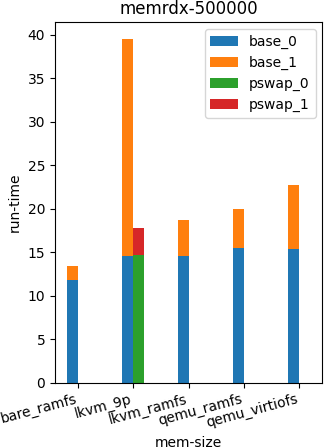 memrdx-500000
base_0
base_1
pswap_0
pswap_1
run-time
40
35
30
25
20
15
10
5
0
bare_ramfs
lkvm_9p
lkvm_ramfs
qemu_ramfs
qemu_virtiofs
mem-size